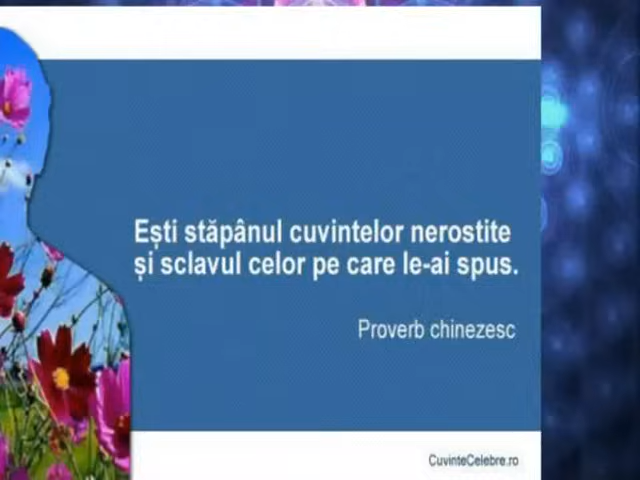 Ești stăpânul cuvintelor nerostite
și sclavul celor pe care le-ai spus.
Proverb chinezesc
CuvinteCelebre.ro